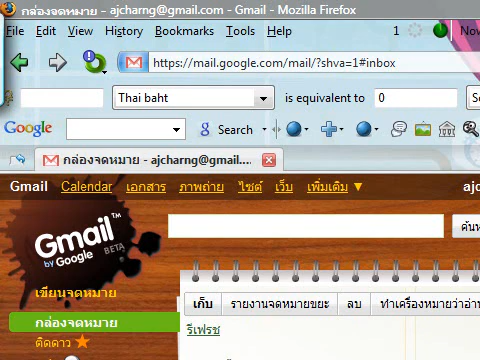 กล่องจดหมาย - ajcharng@gmail.com - Gmail - Mozilla Firefox
File Edit View History Bookmarks Tools Help 1
https://mail.google.com/mail/?shva=1#inbox
Thai baht is equivalent to 0
Google Search
กล่องจดหมาย - ajcharng@gmail....
Gmail Calendar เอกสาร ภาพถ่าย ไซต์ เว็บ เพิ่มเติม ▼
Gmail™
by Google BETA
เขียนจดหมาย
เก็บ รายงานจดหมายขยะ ลบ
กล่องจดหมาย
รีเฟรช
ติดดาว